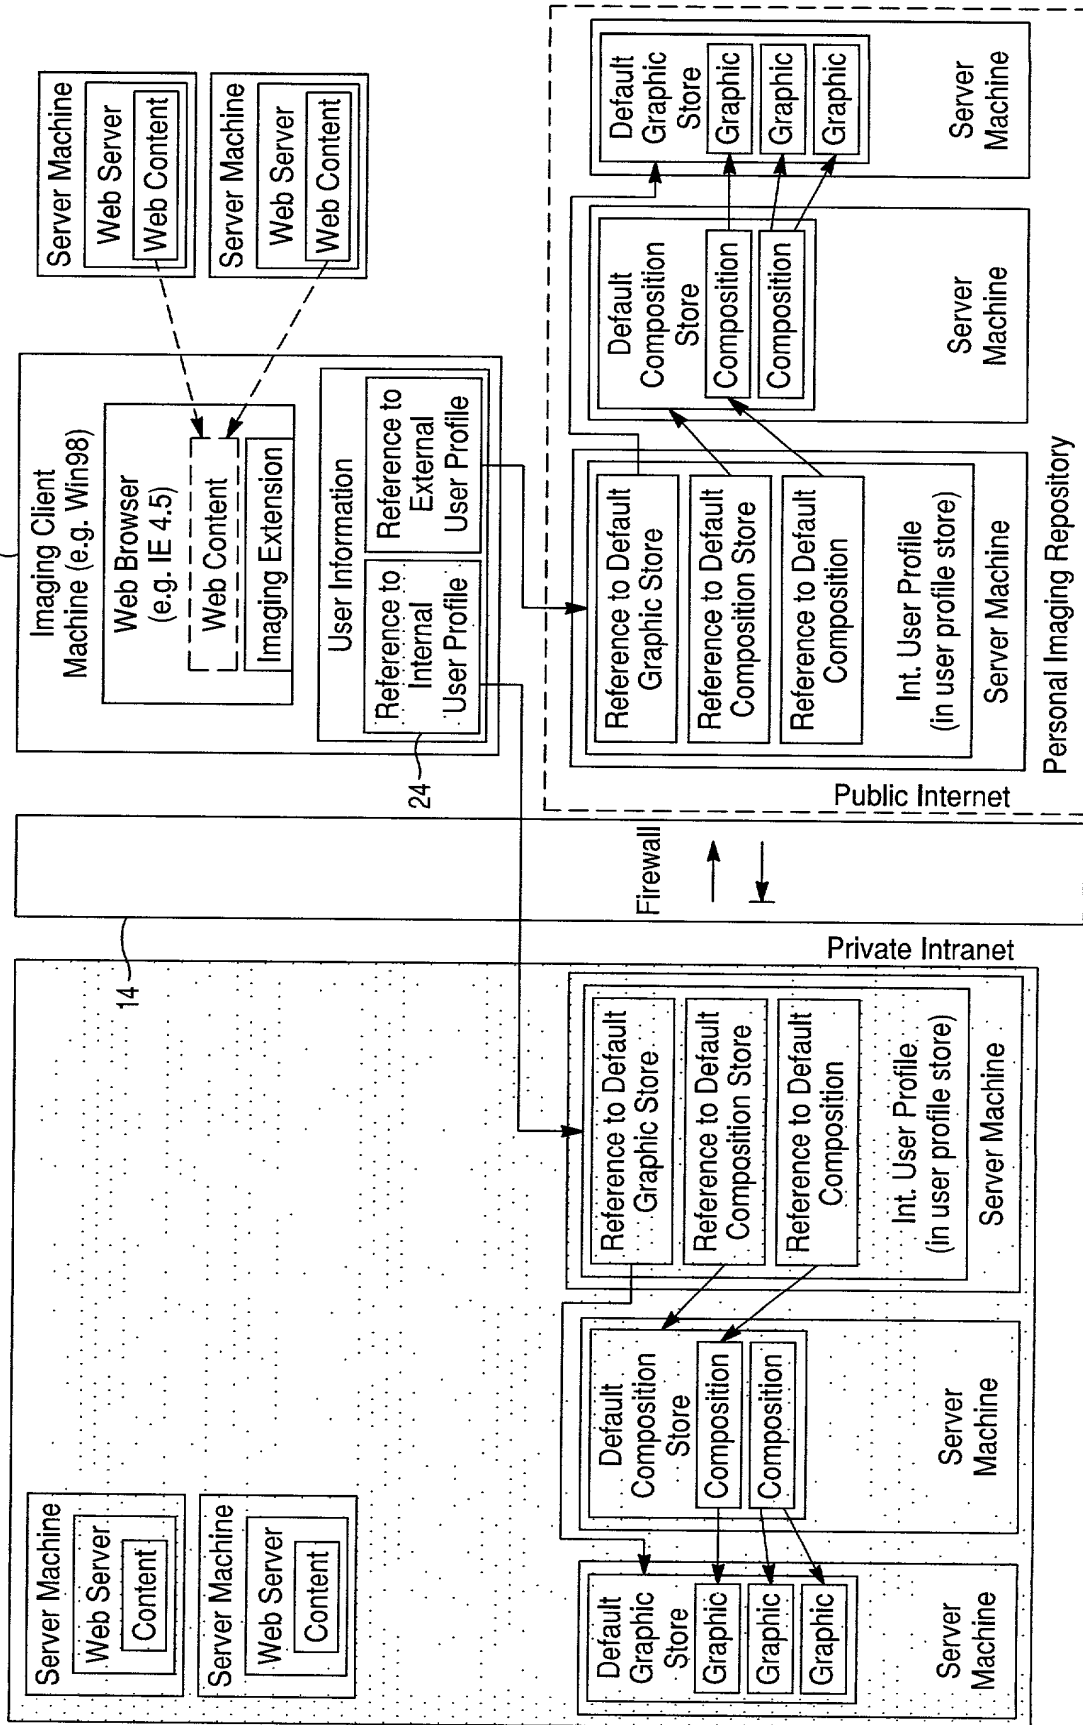 Server Machine
Web Server
Content
Server Machine
Web Server
Content
14
Imaging Client
Machine (e.g. Win98)
Web Browser
(e.g. IE 4.5)
Web Content
Imaging Extension
User Information
Reference to
Internal
User Profile
Reference to
External
User Profile
24
Server Machine
Web Server
Web Content
Server Machine
Web Server
Web Content
Default
Graphic
Store
Graphic
Graphic
Graphic
Server
Machine
Default
Composition
Store
Composition
Composition
Server
Machine
Reference to Default
Graphic Store
Reference to Default
Composition Store
Reference to Default
Composition
Int. User Profile
(in user profile store)
Server Machine
Private Intranet
Firewall
Public Internet
Reference to Default
Graphic Store
Reference to Default
Composition Store
Reference to Default
Composition
Int. User Profile
(in user profile store)
Server Machine
Default
Composition
Store
Composition
Composition
Server
Machine
Default
Graphic
Store
Graphic
Graphic
Graphic
Server
Machine
Personal Imaging Repository